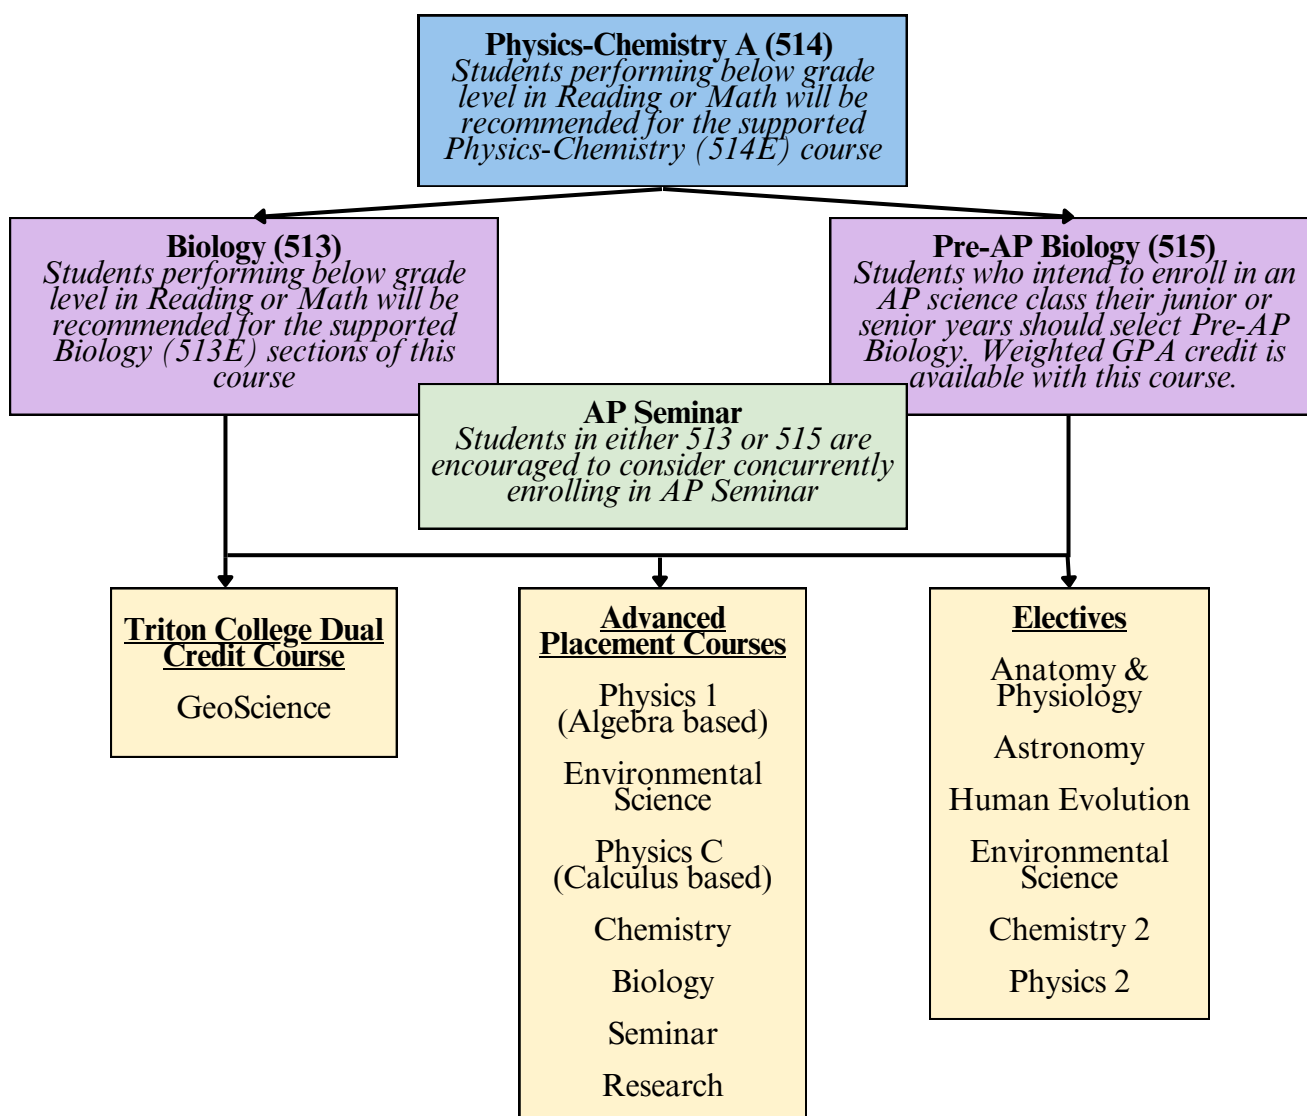 Physics-Chemistry A (514)
Students performing below grade
level in Reading or Math will be
recommended for the supported
Physics-Chemistry (514E) course
Biology (513)
Students performing below grade
level in Reading or Math will be
recommended for the supported
Biology (513E) sections of this
course
Pre-AP Biology (515)
Students who intend to enroll in an
AP science class their junior or
senior years should select Pre-AP
Biology. Weighted GPA credit is
available with this course.
AP Seminar
Students in either 513 or 515 are
encouraged to consider concurrently
enrolling in AP Seminar
Triton College Dual
Credit Course
GeoScience
Advanced
Placement Courses
Physics 1
(Algebra based)
Environmental
Science
Physics C
(Calculus based)
Chemistry
Biology
Seminar
Research
Electives
Anatomy &
Physiology
Astronomy
Human Evolution
Environmental
Science
Chemistry 2
Physics 2